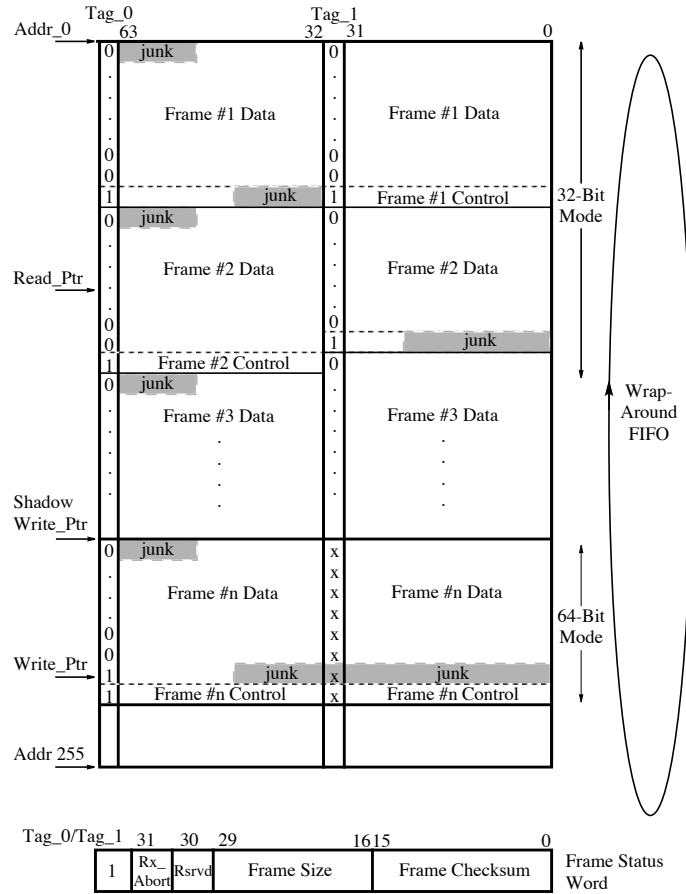 Tag_0 Tag_1
Addr_0 63 32 31 0
0 junk 0
. .
. .
. Frame #1 Data . Frame #1 Data
. .
0 0
0 0
1 junk 1 Frame #1 Control
32-Bit
Mode
0 junk 0
. .
. Frame #2 Data . Frame #2 Data
Read_Ptr . .
. .
0 0
0 1 junk
1 Frame #2 Control 0
0 junk .
. Frame #3 Data . Frame #3 Data
. . . .
. . . .
. . . .
. . . .
Wrap-
Around
FIFO
Shadow
Write_Ptr
0 junk x
. x
. Frame #n Data x Frame #n Data
. x
0 x
0 x
64-Bit
Mode
Write_Ptr 1 junk x junk
1 Frame #n Control x Frame #n Control
Addr 255
Tag_0/Tag_1 31 30 29 16 15 0
1 Rx_ Abort Rsrvd Frame Size Frame Checksum
Frame Status
Word